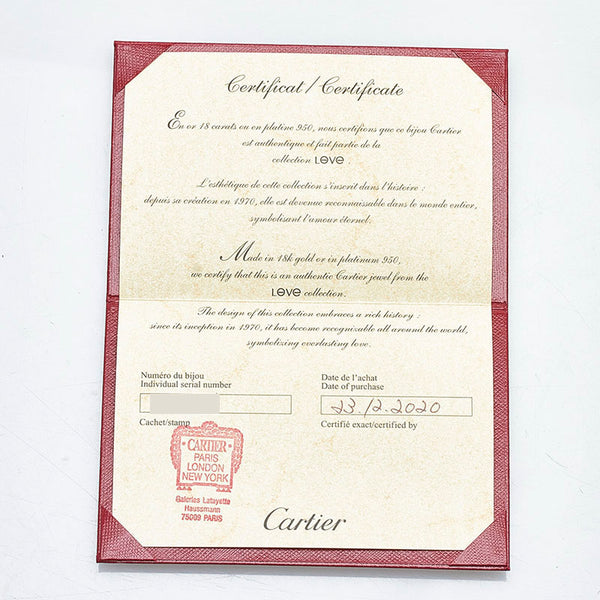 Certificat / Certificate
En or 18 carats ou en platine 950, nous certifions que ce bijou Cartier
est authentique et fait partie de la
collection LOVE .
L'esthétique de cette collection s'inscrit dans l'histoire :
depuis sa création en 1970, elle est devenue reconnaissable dans le monde entier,
symbolisant l'amour éternel.
Made in 18k gold or in platinum 950,
we certify that this is an authentic Cartier jewel from the
LOVE collection.
The design of this collection embraces a rich history :
since its inception in 1970, it has become recognizable all around the world,
symbolizing everlasting love.
Numéro du bijou
Individual serial number
Cachet/stamp
Date de l'achat
Date of purchase
23.12.2020
Certifié exact/certified by
CARTIER
PARIS
LONDON
NEW YORK
Galeries Lafayette
Haussmann
75009 PARIS
Cartier